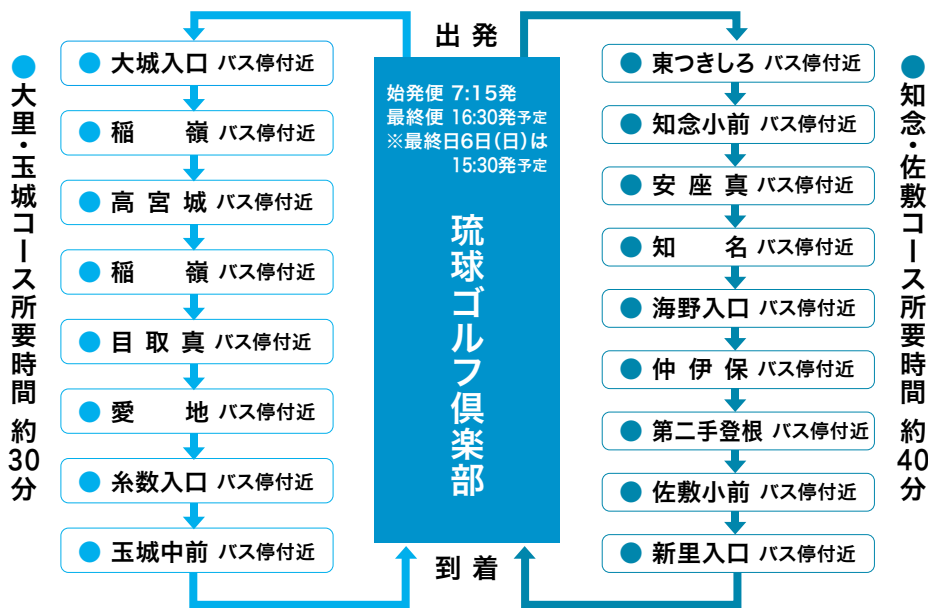 出発
●大里・玉城コース所要時間 約30分
●大城入口 バス停付近
●稲嶺 バス停付近
●高宮城 バス停付近
●稲嶺 バス停付近
●目取真 バス停付近
●愛地 バス停付近
●糸数入口 バス停付近
●玉城中前 バス停付近
始発便 7:15発
最終便 16:30発予定
※最終日6日(日)は
15:30発予定
琉球ゴルフ倶楽部
●東つきしろ バス停付近
●知念小前 バス停付近
●安座真 バス停付近
●知名 バス停付近
●海野入口 バス停付近
●仲伊保 バス停付近
●第二手登根 バス停付近
●佐敷小前 バス停付近
●新里入口 バス停付近
●知念・佐敷コース所要時間 約40分
到着